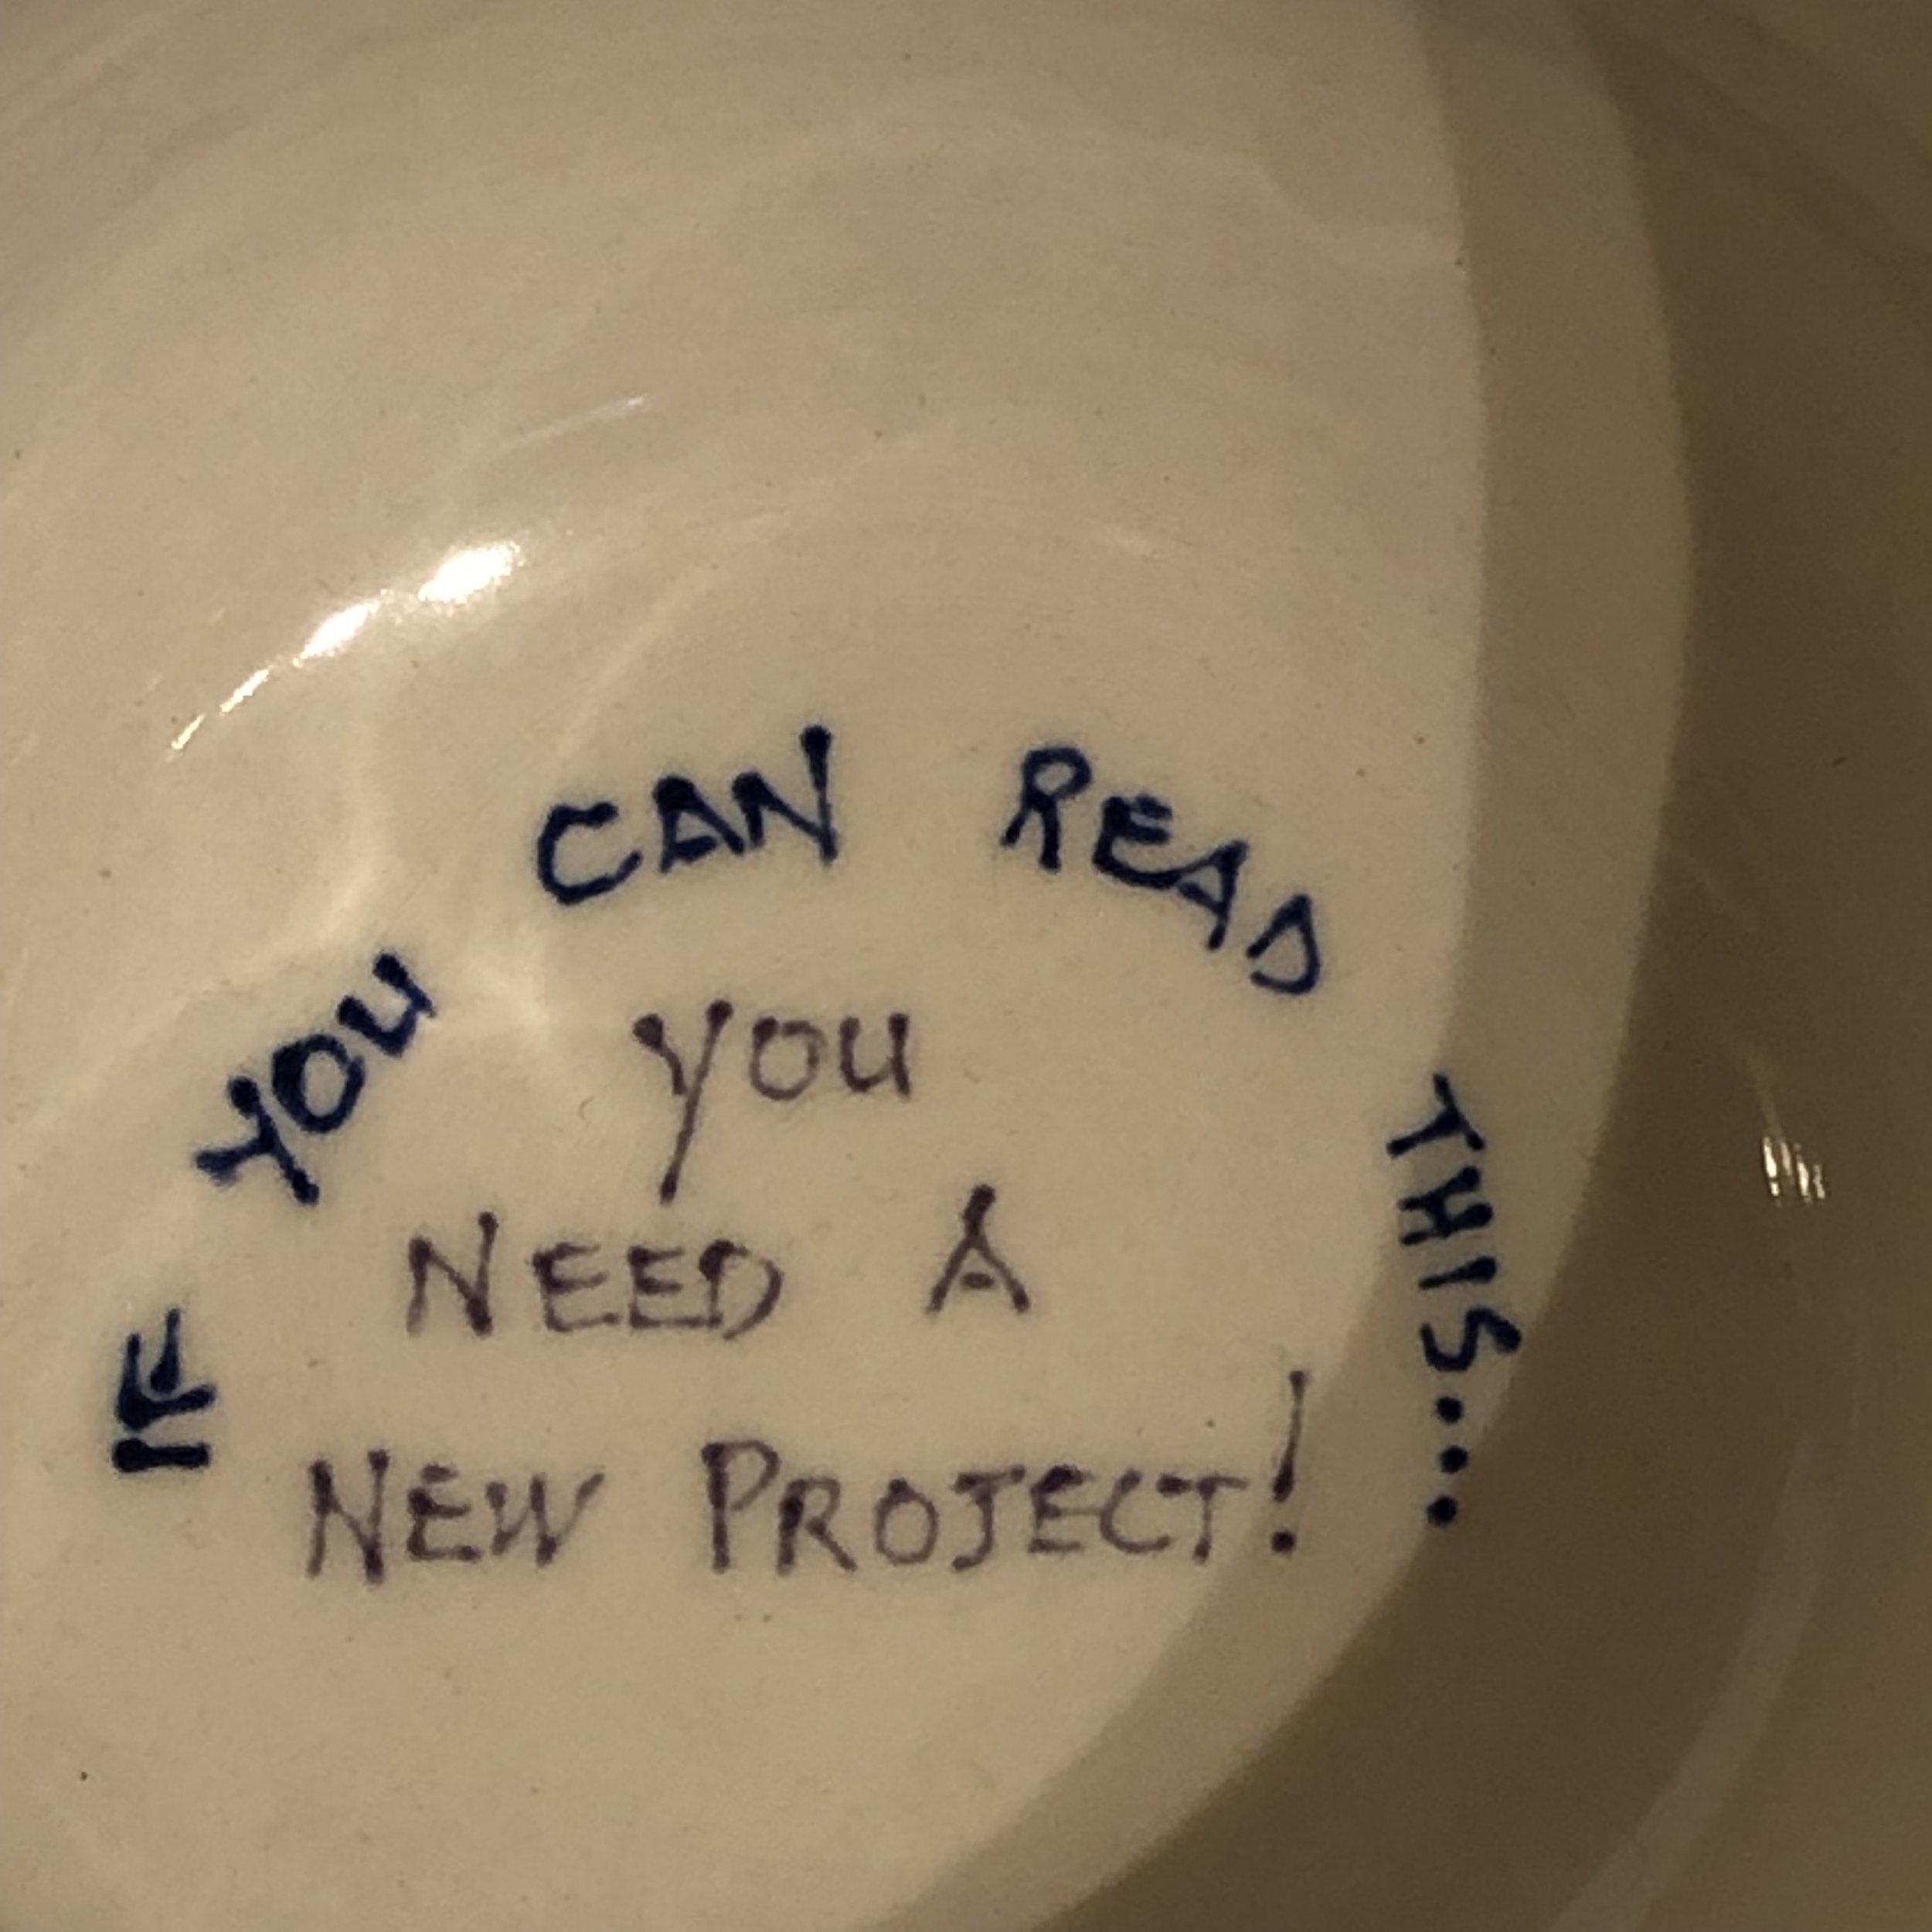 IF YOU CAN READ THIS...
you
NEED A
NEW PROJECT!